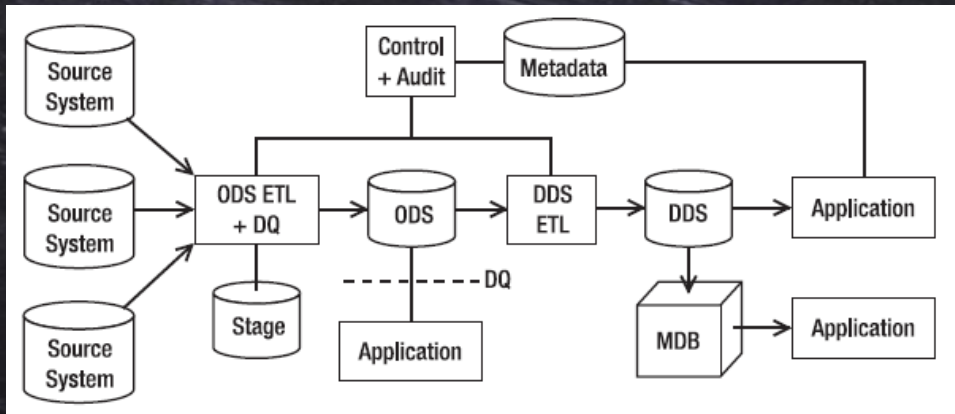 Source
System
Control
+ Audit
Metadata
Source
System
ODS ETL
+ DQ
ODS
DDS
ETL
DDS
Application
DQ
Source
System
Stage
Application
MDB
Application